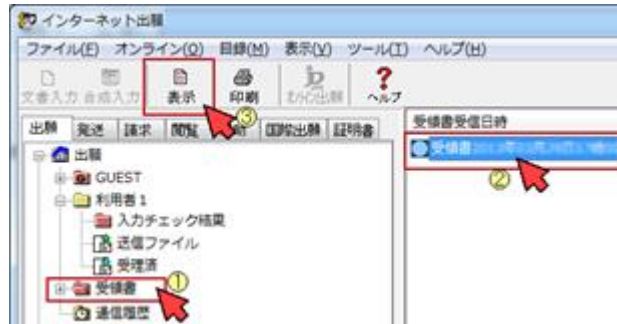 インターネット出願
ファイル(F) オンライン(O) 目録(M) 表示(V) ツール(T) ヘルプ(H)
文書入力 合成入力 表示 印刷 ヘルプ
出願 発送 請求 閲覧 国際出願 証明書
受領書受信日時
出願
受領書
③
②
GUEST
利用者1
入力チェック結果
送信ファイル
受理済
受領書
①
通信履歴